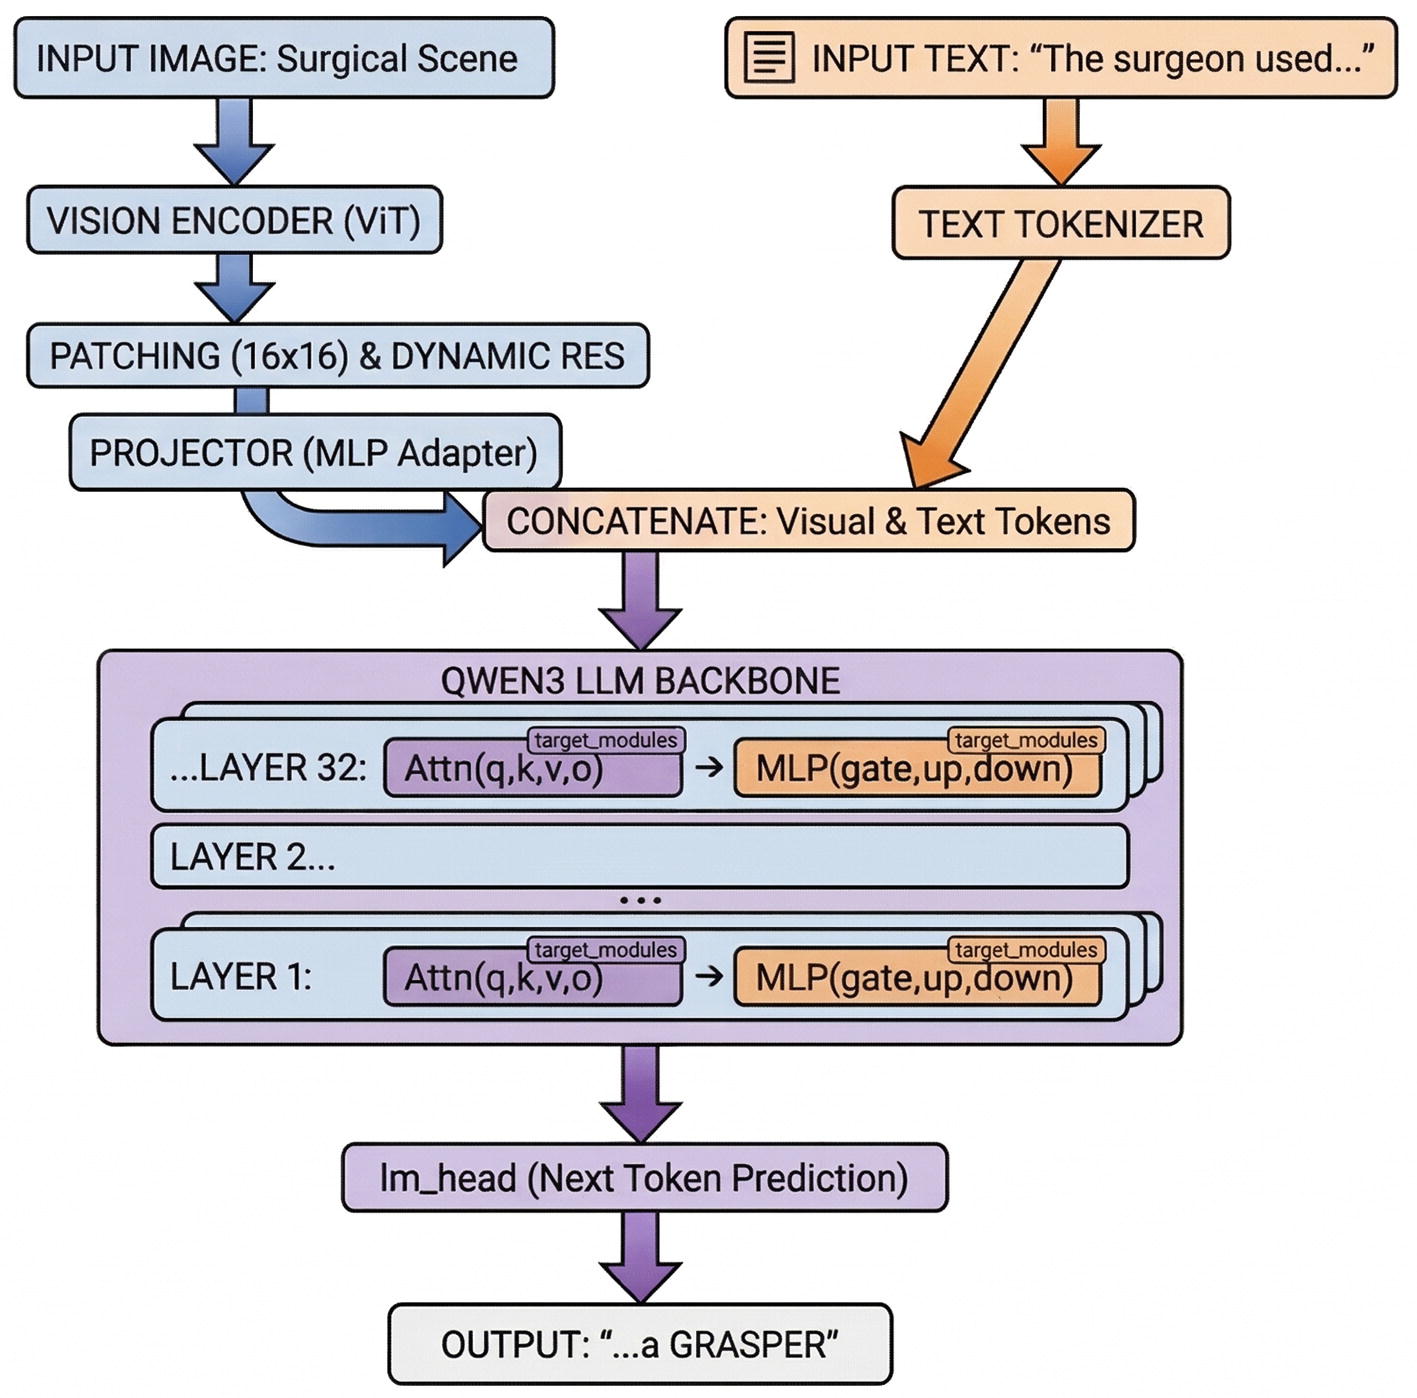 INPUT IMAGE: Surgical Scene
INPUT TEXT: “The surgeon used...”
VISION ENCODER (ViT)
TEXT TOKENIZER
PATCHING (16x16) & DYNAMIC RES
PROJECTOR (MLP Adapter)
CONCATENATE: Visual & Text Tokens
QWEN3 LLM BACKBONE
target_modules
target_modules
...LAYER 32:
Attn(q,k,v,o)
➔
MLP(gate,up,down)
LAYER 2...
...
target_modules
target_modules
LAYER 1:
Attn(q,k,v,o)
➔
MLP(gate,up,down)
lm_head (Next Token Prediction)
OUTPUT: “...a GRASPER”